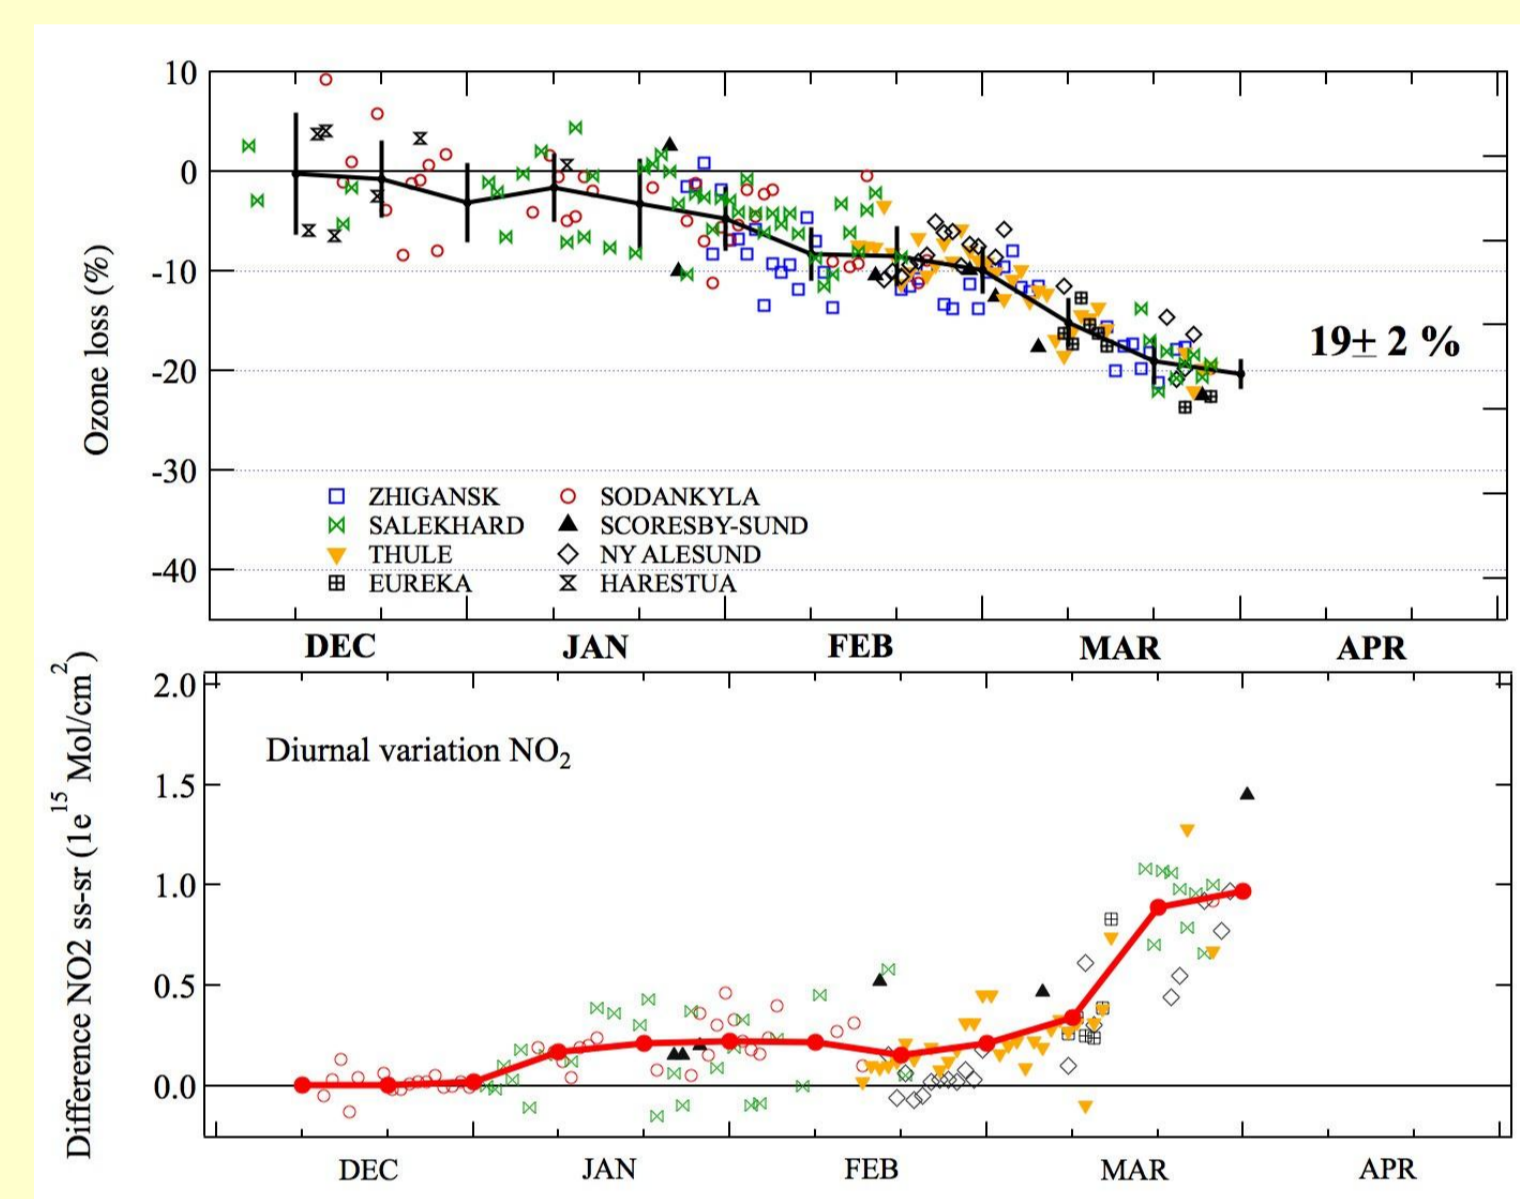 10
0
-10
-20
-30
-40
Ozone loss (%)
19± 2 %
ZHIGANSK SODANKYLA
SALEKHARD SCORESBY-SUND
THULE NY ALESUND
EUREKA HARESTUA
DEC JAN FEB MAR APR
2.0
1.5
1.0
0.5
0.0
Difference NO2 ss-sr (1e¹⁵ Mol/cm²)
Diurnal variation NO₂
DEC JAN FEB MAR APR